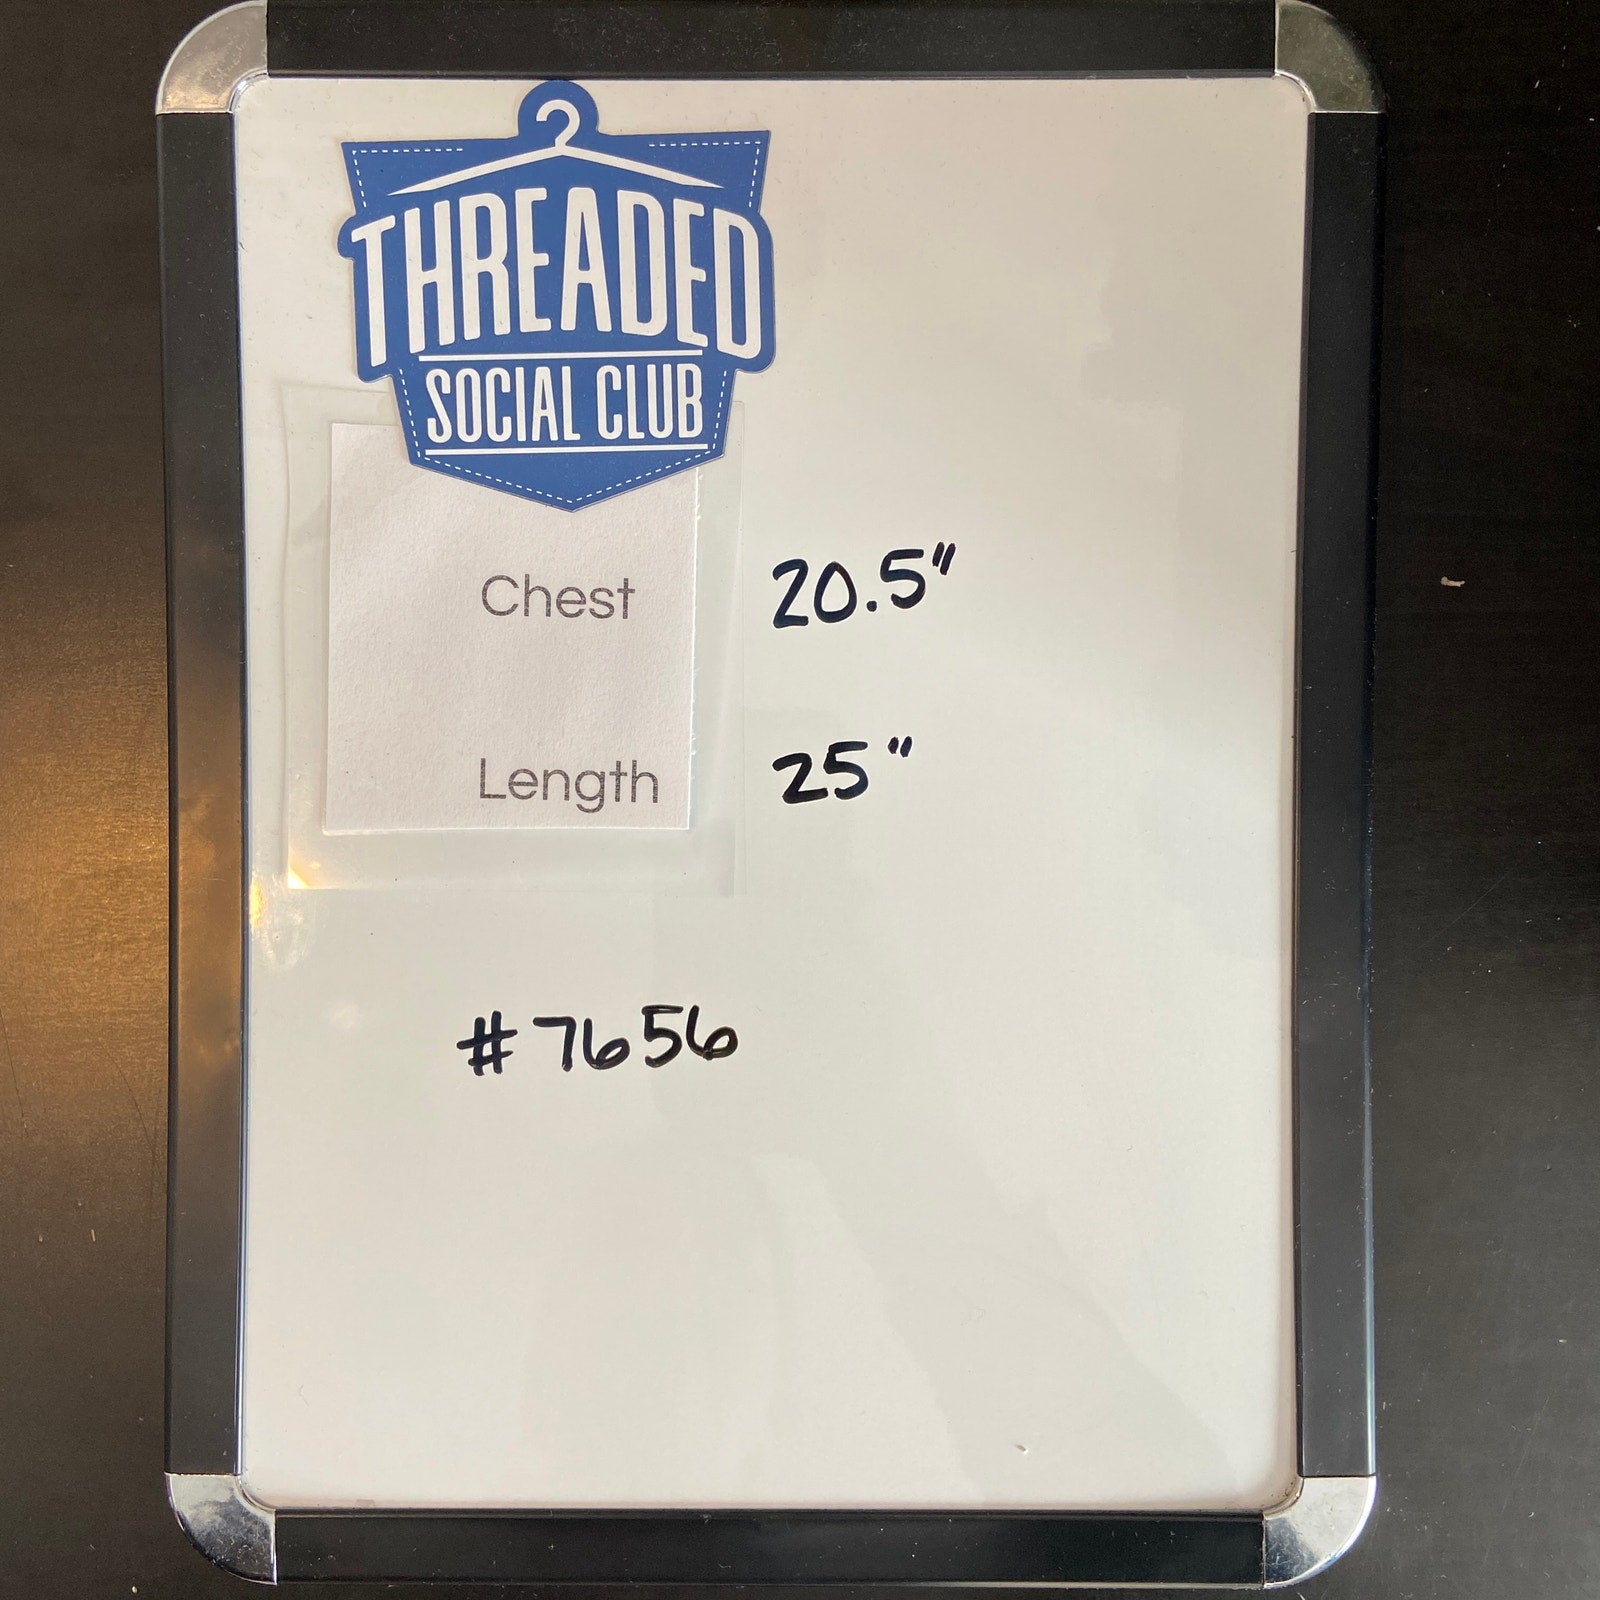 THREADED
SOCIAL CLUB
Chest 20.5"
Length 25"
#7656